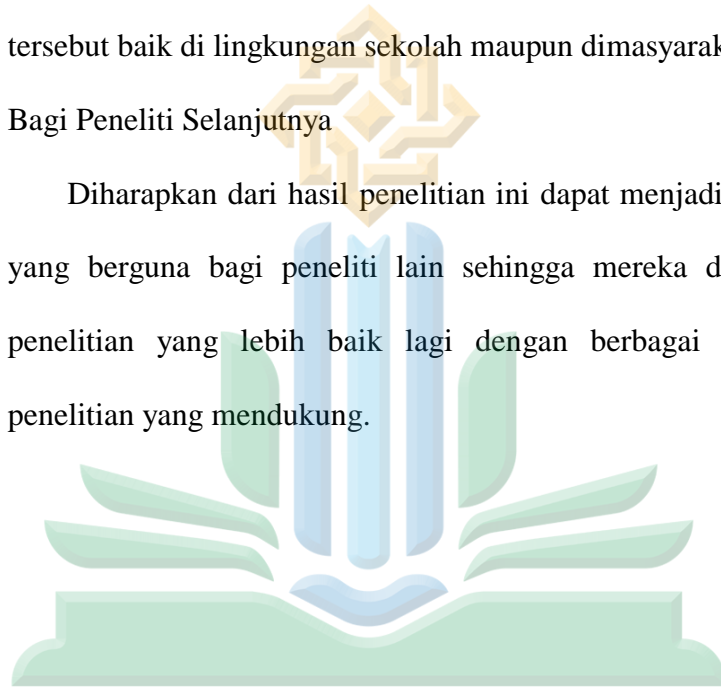 tersebut baik di lingkungan sekolah maupun dimasyarak
Bagi Peneliti Selanjutnya
Diharapkan dari hasil penelitian ini dapat menjadi
yang berguna bagi peneliti lain sehingga mereka d
penelitian yang lebih baik lagi dengan berbagai
penelitian yang mendukung.